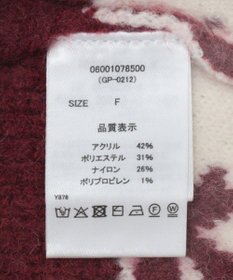 06001078500
(GP-0212)
SIZE F
品質表示
アクリル 42%
ポリエステル 31%
ナイロン 26%
ポリプロピレン 1%
Y878